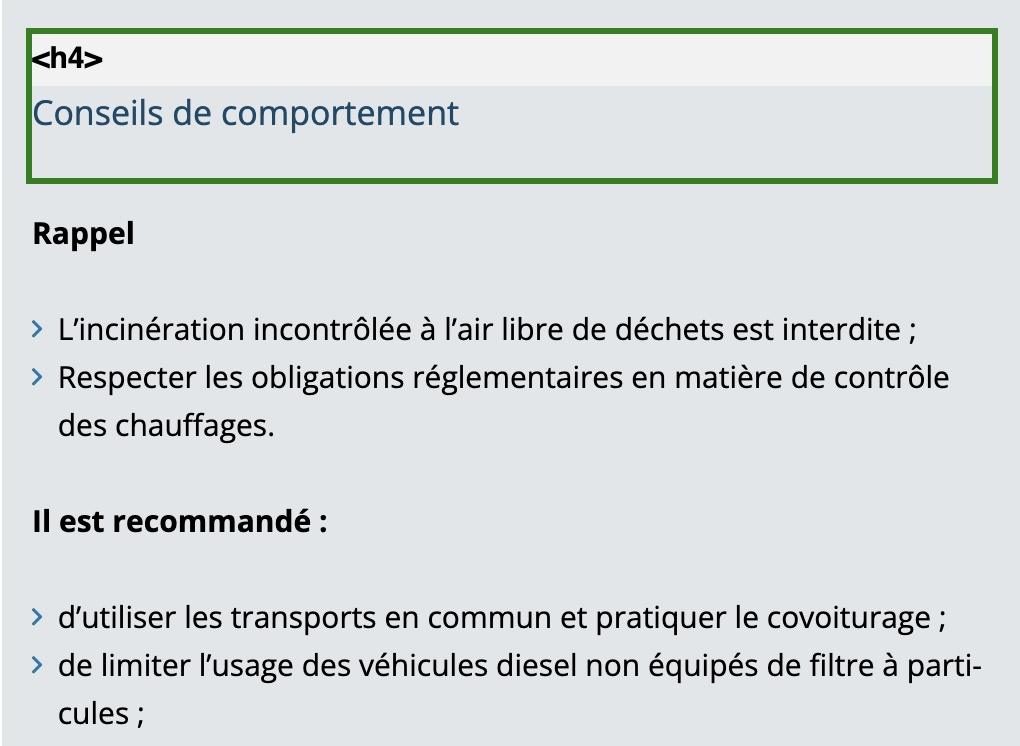 <h4>
Conseils de comportement
Rappel
L’incinération incontrôlée à l’air libre de déchets est interdite ;
Respecter les obligations réglementaires en matière de contrôle
des chauffages.
Il est recommandé :
d’utiliser les transports en commun et pratiquer le covoiturage ;
de limiter l’usage des véhicules diesel non équipés de filtre à parti-
cules ;